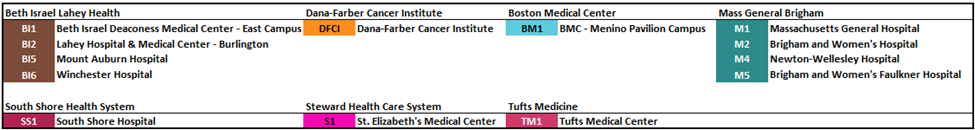 Beth Israel Lahey Health Dana-Farber Cancer Institute Boston Medical Center Mass General Brigham
BI1 Beth Israel Deaconess Medical Center - East Campus DFCI Dana-Farber Cancer Institute BM1 BMC - Menino Pavilion Campus M1 Massachusetts General Hospital
BI2 Lahey Hospital & Medical Center - Burlington M2 Brigham and Women's Hospital
BI5 Mount Auburn Hospital M4 Newton-Wellesley Hospital
BI6 Winchester Hospital M5 Brigham and Women's Faulkner Hospital
South Shore Health System Steward Health Care System Tufts Medicine
SS1 South Shore Hospital S1 St. Elizabeth's Medical Center TM1 Tufts Medical Center